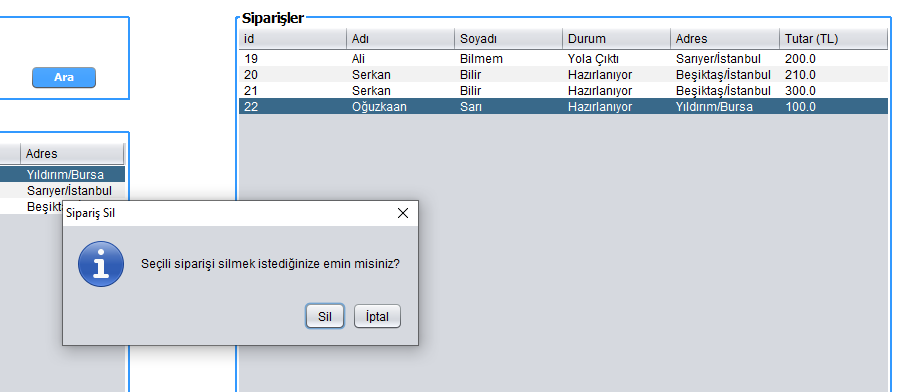 Ara
Adres
Yıldırım/Bursa
Sarıyer/İstanbul
Siparişler
id Adı Soyadı Durum Adres Tutar (TL)
19 Ali Bilmem Yola Çıktı Sarıyer/İstanbul 200.0
20 Serkan Bilir Hazırlanıyor Beşiktaş/İstanbul 210.0
21 Serkan Bilir Hazırlanıyor Beşiktaş/İstanbul 300.0
22 Oğuzkaan Sarı Hazırlanıyor Yıldırım/Bursa 100.0
Sipariş Sil
Seçili siparişi silmek istediğinize emin misiniz?
Sil İptal